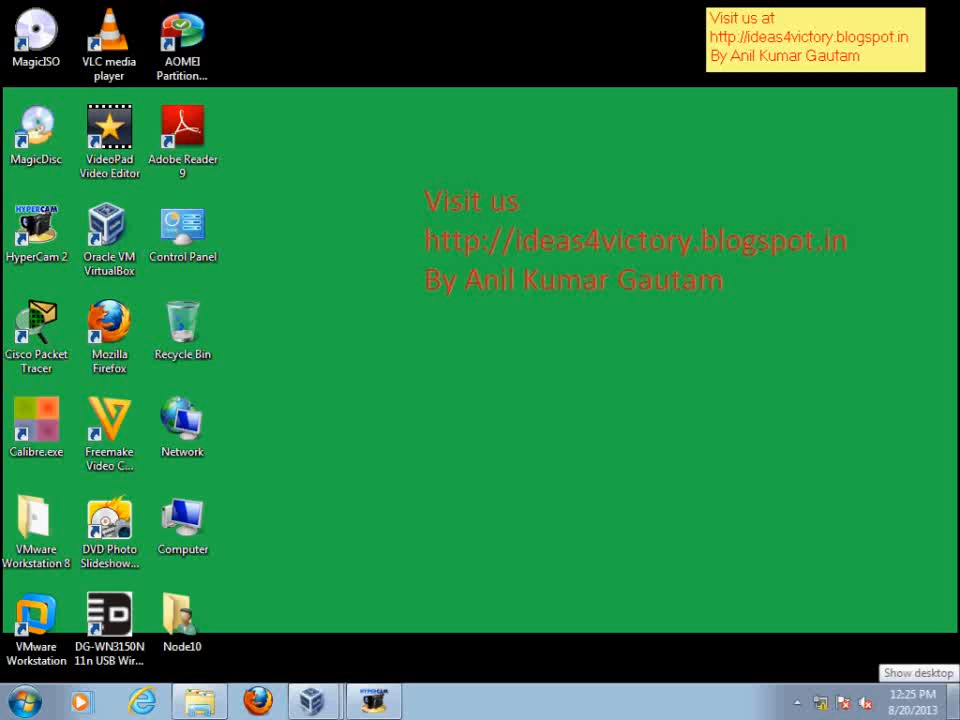 MagicISO
VLC media
player
AOMEI
Partition...
Visit us at
http://ideas4victory.blogspot.in
By Anil Kumar Gautam
MagicDisc
VideoPad
Video Editor
Adobe Reader
9
Visit us
http://ideas4victory.blogspot.in
By Anil Kumar Gautam
HYPERCAM
HyperCam 2
Oracle VM
VirtualBox
Control Panel
Cisco Packet
Tracer
Mozilla
Firefox
Recycle Bin
Calibre.exe
Freemake
Video C...
Network
VMware
Workstation 8
DVD Photo
Slideshow...
Computer
VMware
Workstation
DG-WN3150N
11n USB Wir...
Node10
Show desktop
HYPERCAM
12:25 PM
8/20/2013